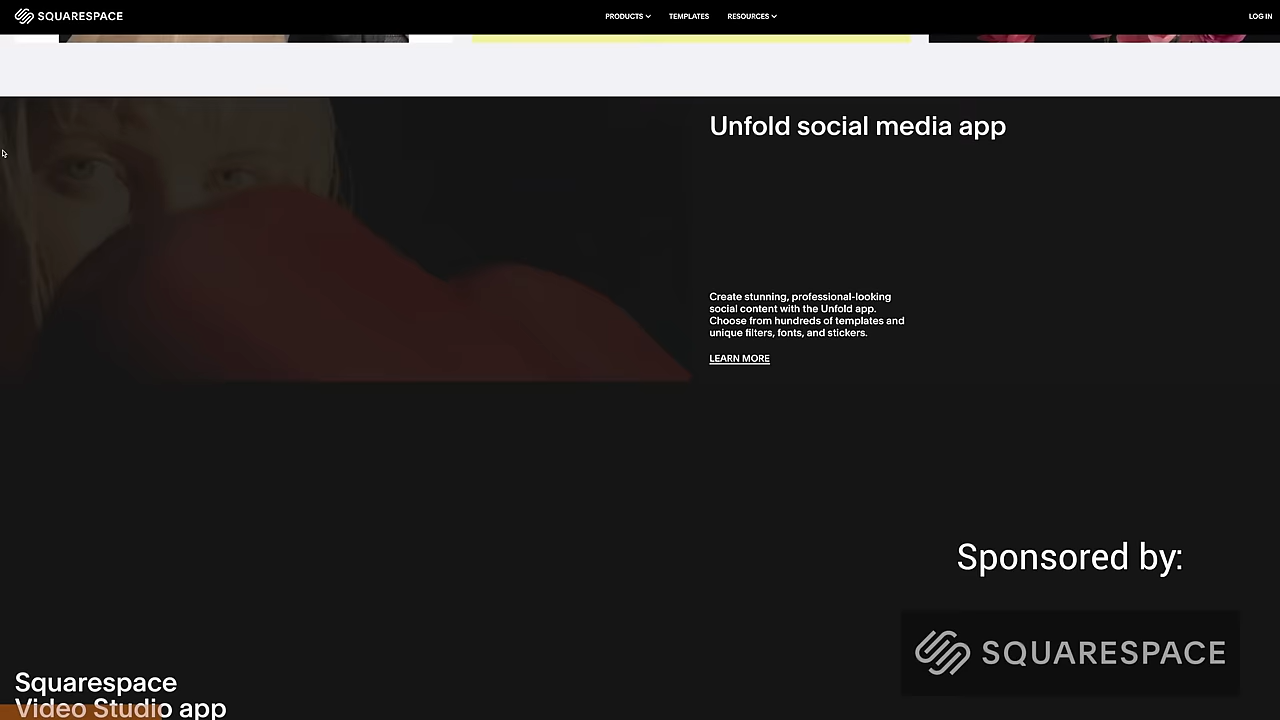 SQUARESPACE
PRODUCTS TEMPLATES RESOURCES LOG IN
Unfold social media app
Create stunning, professional-looking
social content with the Unfold app.
Choose from hundreds of templates and
unique filters, fonts, and stickers.
LEARN MORE
Sponsored by:
SQUARESPACE
Squarespace
Video Studio app